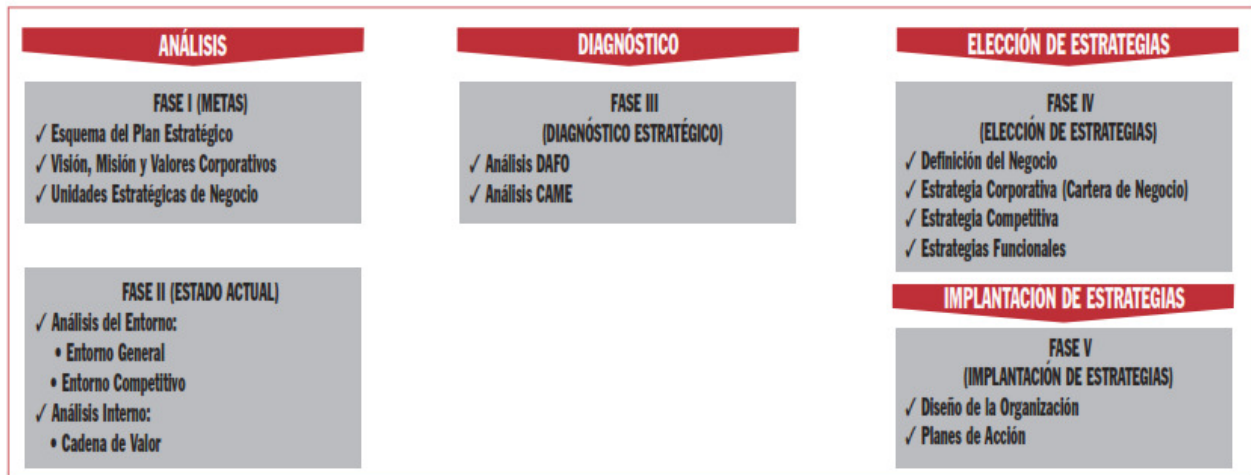 ANÁLISIS
FASE I (METAS)
✓ Esquema del Plan Estratégico
✓ Visión, Misión y Valores Corporativos
✓ Unidades Estratégicas de Negocio
FASE II (ESTADO ACTUAL)
✓ Análisis del Entorno:
• Entorno General
• Entorno Competitivo
✓ Análisis Interno:
• Cadena de Valor
DIAGNÓSTICO
FASE III
(DIAGNÓSTICO ESTRATÉGICO)
✓ Análisis DAFO
✓ Análisis CAME
ELECCIÓN DE ESTRATEGIAS
FASE IV
(ELECCIÓN DE ESTRATEGIAS)
✓ Definición del Negocio
✓ Estrategia Corporativa (Cartera de Negocio)
✓ Estrategia Competitiva
✓ Estrategias Funcionales
IMPLANTACIÓN DE ESTRATEGIAS
FASE V
(IMPLANTACIÓN DE ESTRATEGIAS)
✓ Diseño de la Organización
✓ Planes de Acción